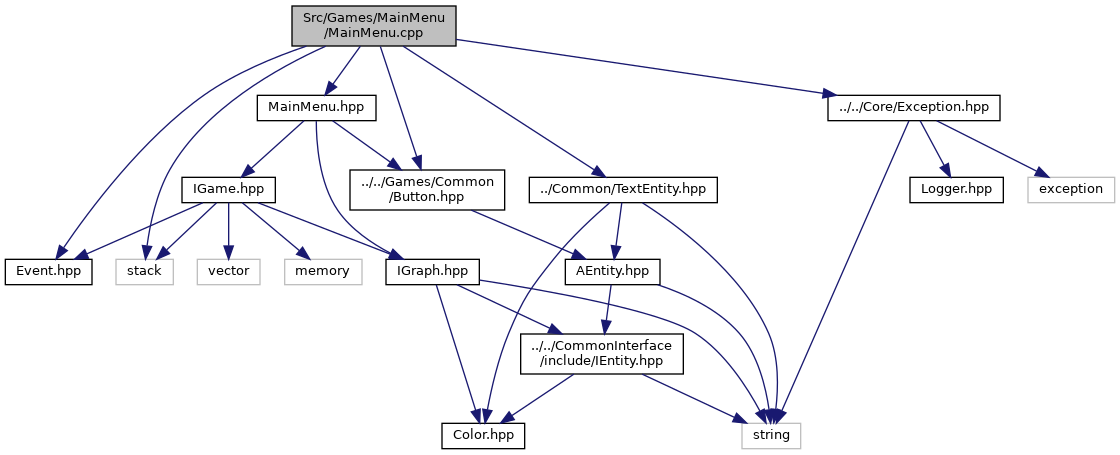 Src/Games/MainMenu
/MainMenu.cpp
MainMenu.hpp
../../Core/Exception.hpp
IGame.hpp
../../Games/Common
/Button.hpp
../Common/TextEntity.hpp
Logger.hpp
exception
Event.hpp
stack
vector
memory
IGraph.hpp
AEntity.hpp
../../CommonInterface
/include/IEntity.hpp
Color.hpp
string